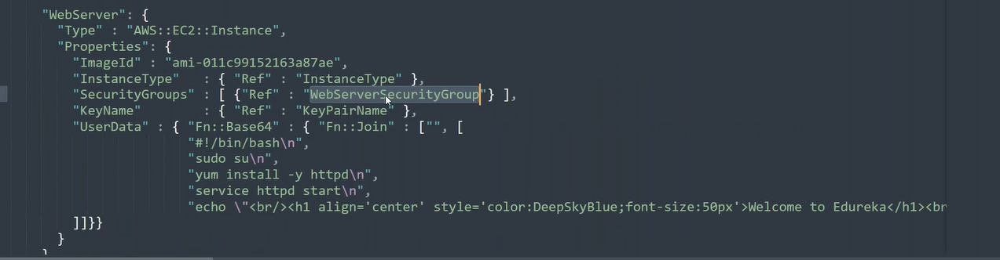 "WebServer": {
"Type" : "AWS::EC2::Instance",
"Properties": {
"ImageId" : "ami-011c99152163a87ae",
"InstanceType"   : { "Ref" : "InstanceType" },
"SecurityGroups" : [ {"Ref" : "WebServerSecurityGroup"} ],
"KeyName"        : { "Ref" : "KeyPairName" },
"UserData" : { "Fn::Base64" : { "Fn::Join" : ["", [
"#!/bin/bash\n",
"sudo su\n",
"yum install -y httpd\n",
"service httpd start\n",
"echo \"<br/><h1 align='center' style='color:DeepSkyBlue;font-size:50px'>Welcome to Edureka</h1><br
]]}}
}
}